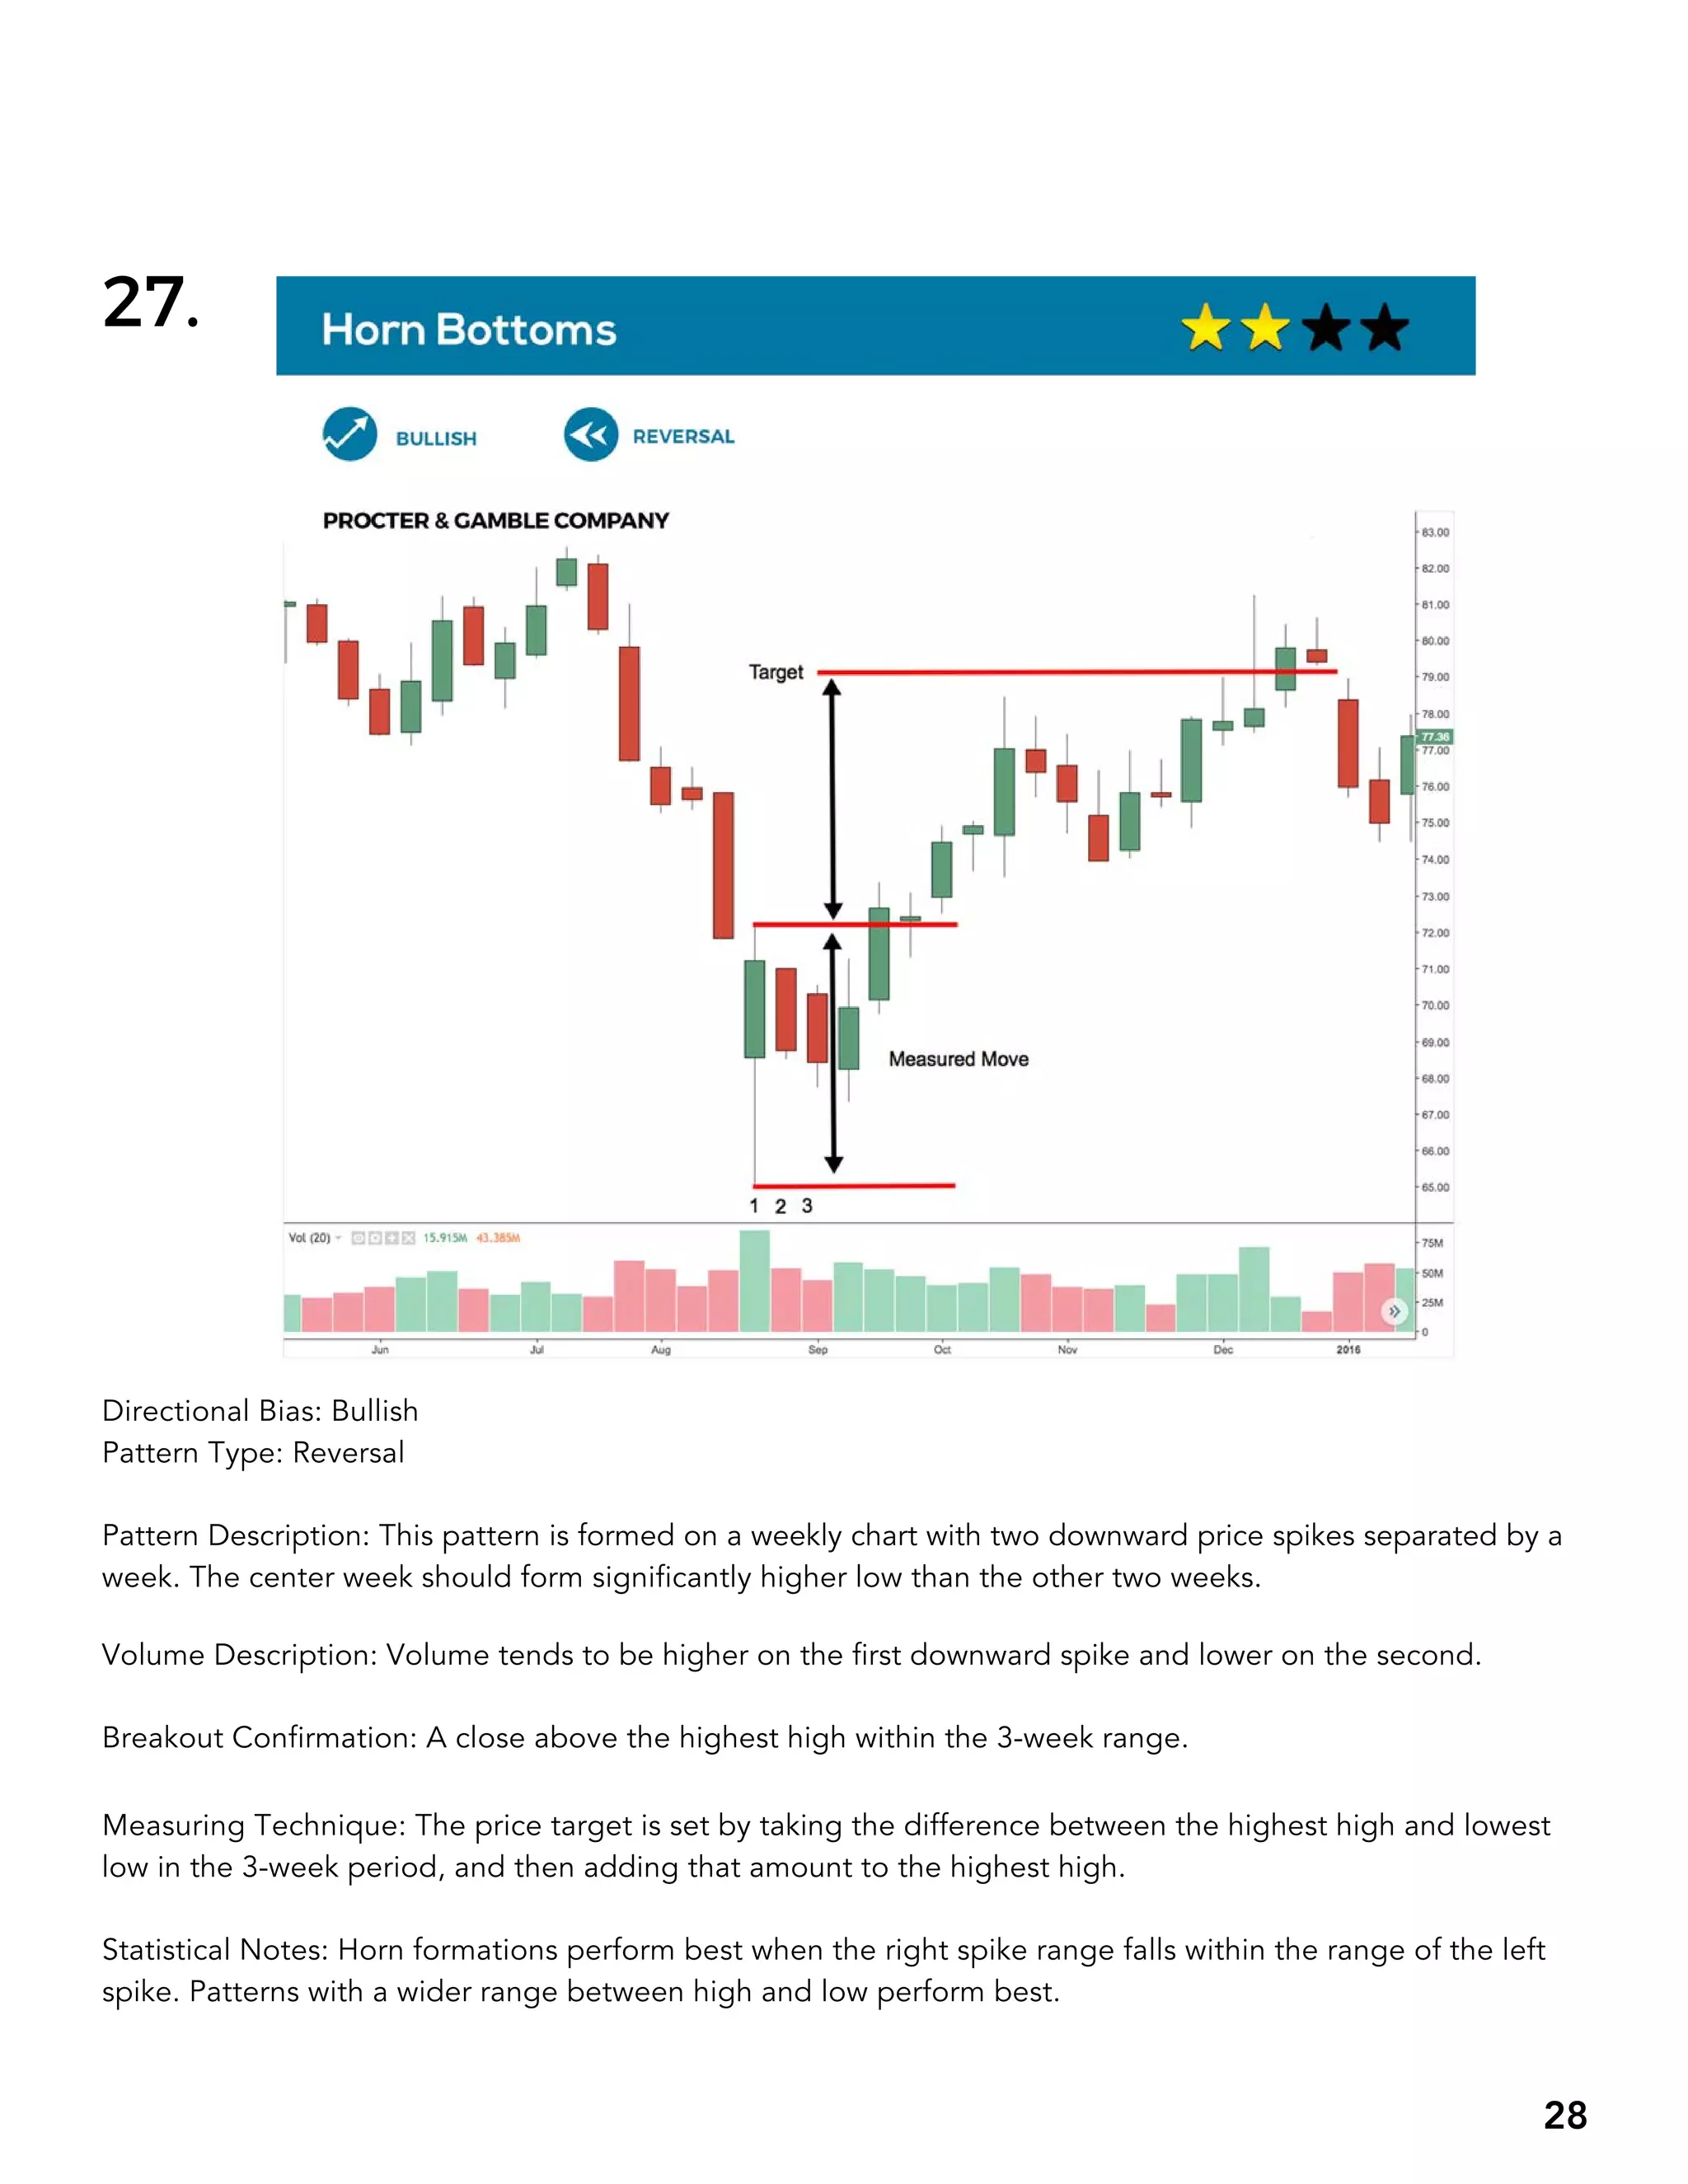 27.
Horn Bottoms
BULLISH
REVERSAL
PROCTER & GAMBLE COMPANY
83.00
82.00
81.00
80.00
Target
79.00
78.00
77.36
77.00
76.00
75.00
74.00
73.00
72.00
71.00
70.00
69.00
Measured Move
68.00
67.00
66.00
65.00
1 2 3
Vol (20) 15.915M 43.385M
75M
50M
25M
0
Jun Jul Aug Sep Oct Nov Dec 2016
Directional Bias: Bullish
Pattern Type: Reversal
Pattern Description: This pattern is formed on a weekly chart with two downward price spikes separated by a
week. The center week should form significantly higher low than the other two weeks.
Volume Description: Volume tends to be higher on the first downward spike and lower on the second.
Breakout Confirmation: A close above the highest high within the 3-week range.
Measuring Technique: The price target is set by taking the difference between the highest high and lowest
low in the 3-week period, and then adding that amount to the highest high.
Statistical Notes: Horn formations perform best when the right spike range falls within the range of the left
spike. Patterns with a wider range between high and low perform best.
28